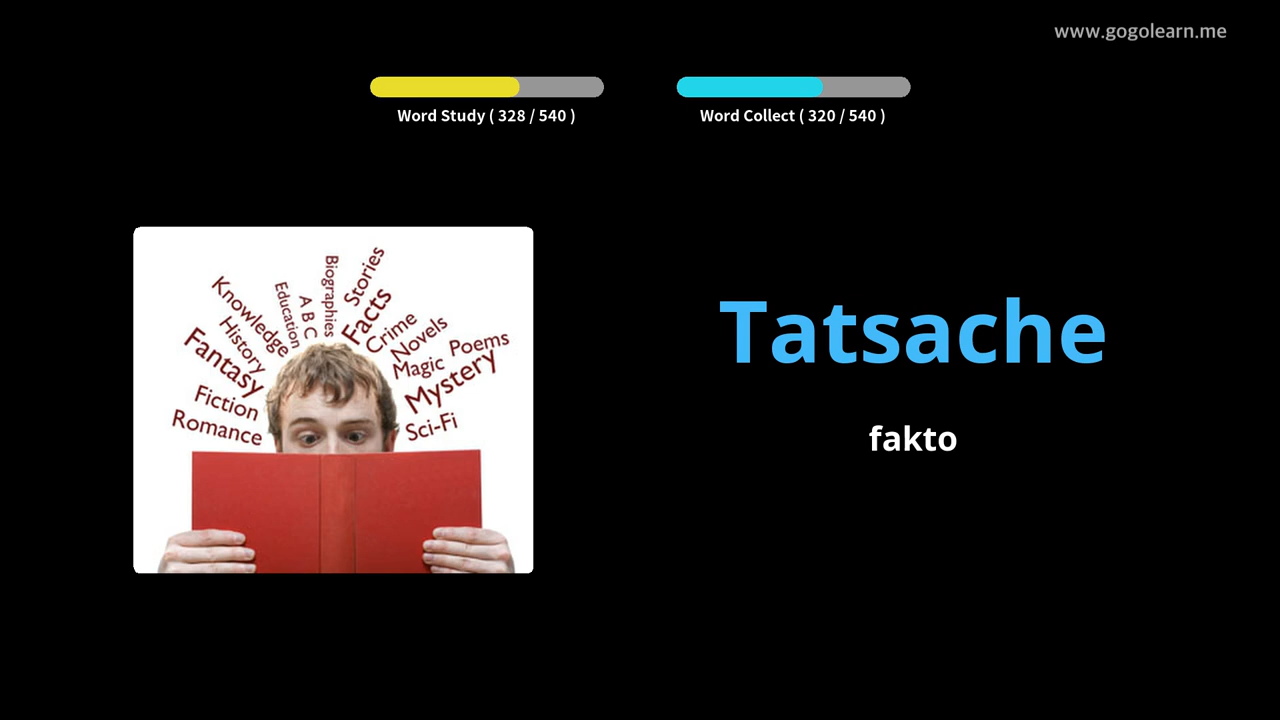 www.gogolearn.me
Word Study ( 328 / 540 )
Word Collect ( 320 / 540 )
Romance
Fiction
Fantasy
History
Knowledge
Education
A B C
Biographies
Stories
Facts
Crime
Novels
Magic
Poems
Mystery
Sci-Fi
Tatsache
fakto